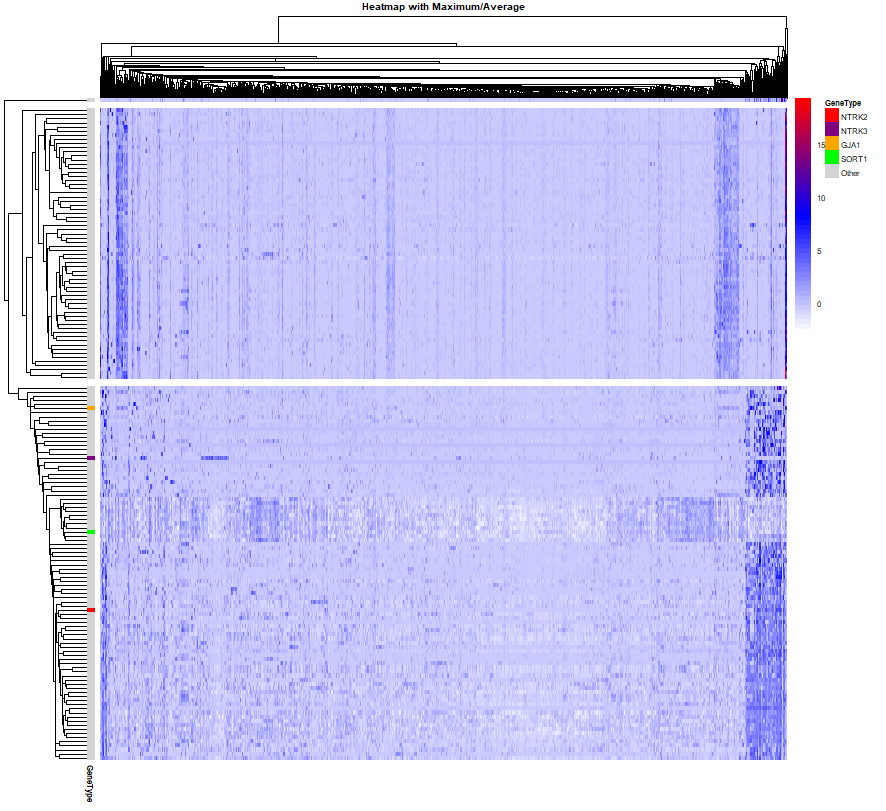 Heatmap with Maximum/Average
GeneType
NTRK2
NTRK3
GJA1
SORT1
Other
15
10
5
0
GeneType